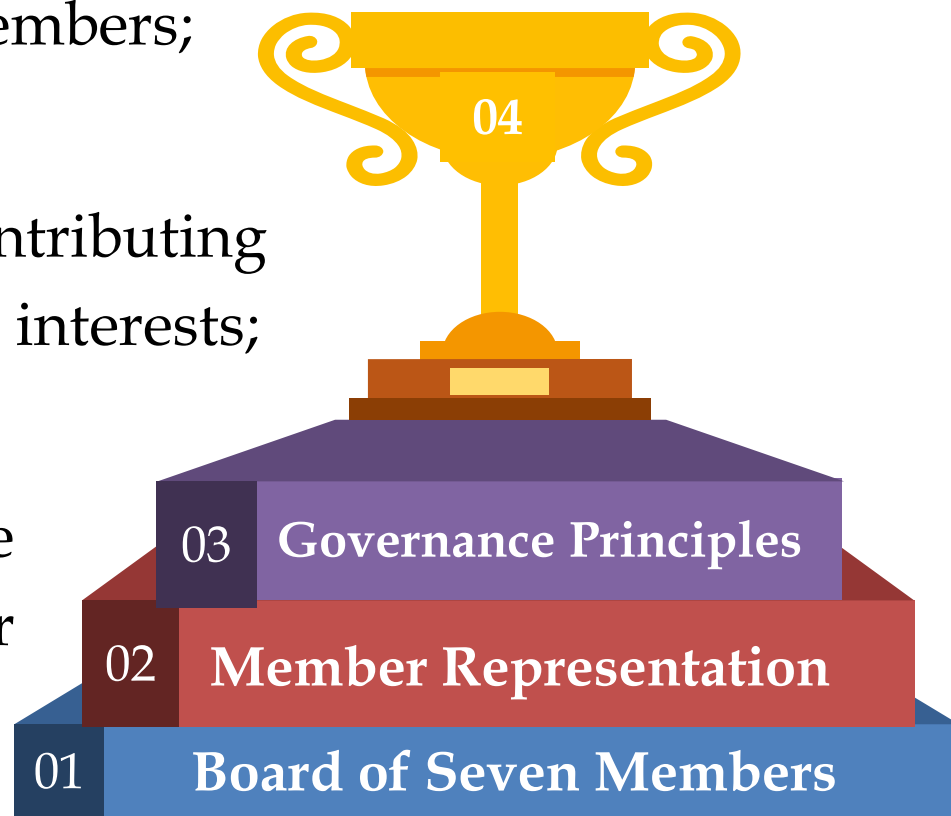 embers;
04
ntributing
interests;
03 Governance Principles
e
r
02 Member Representation
01 Board of Seven Members